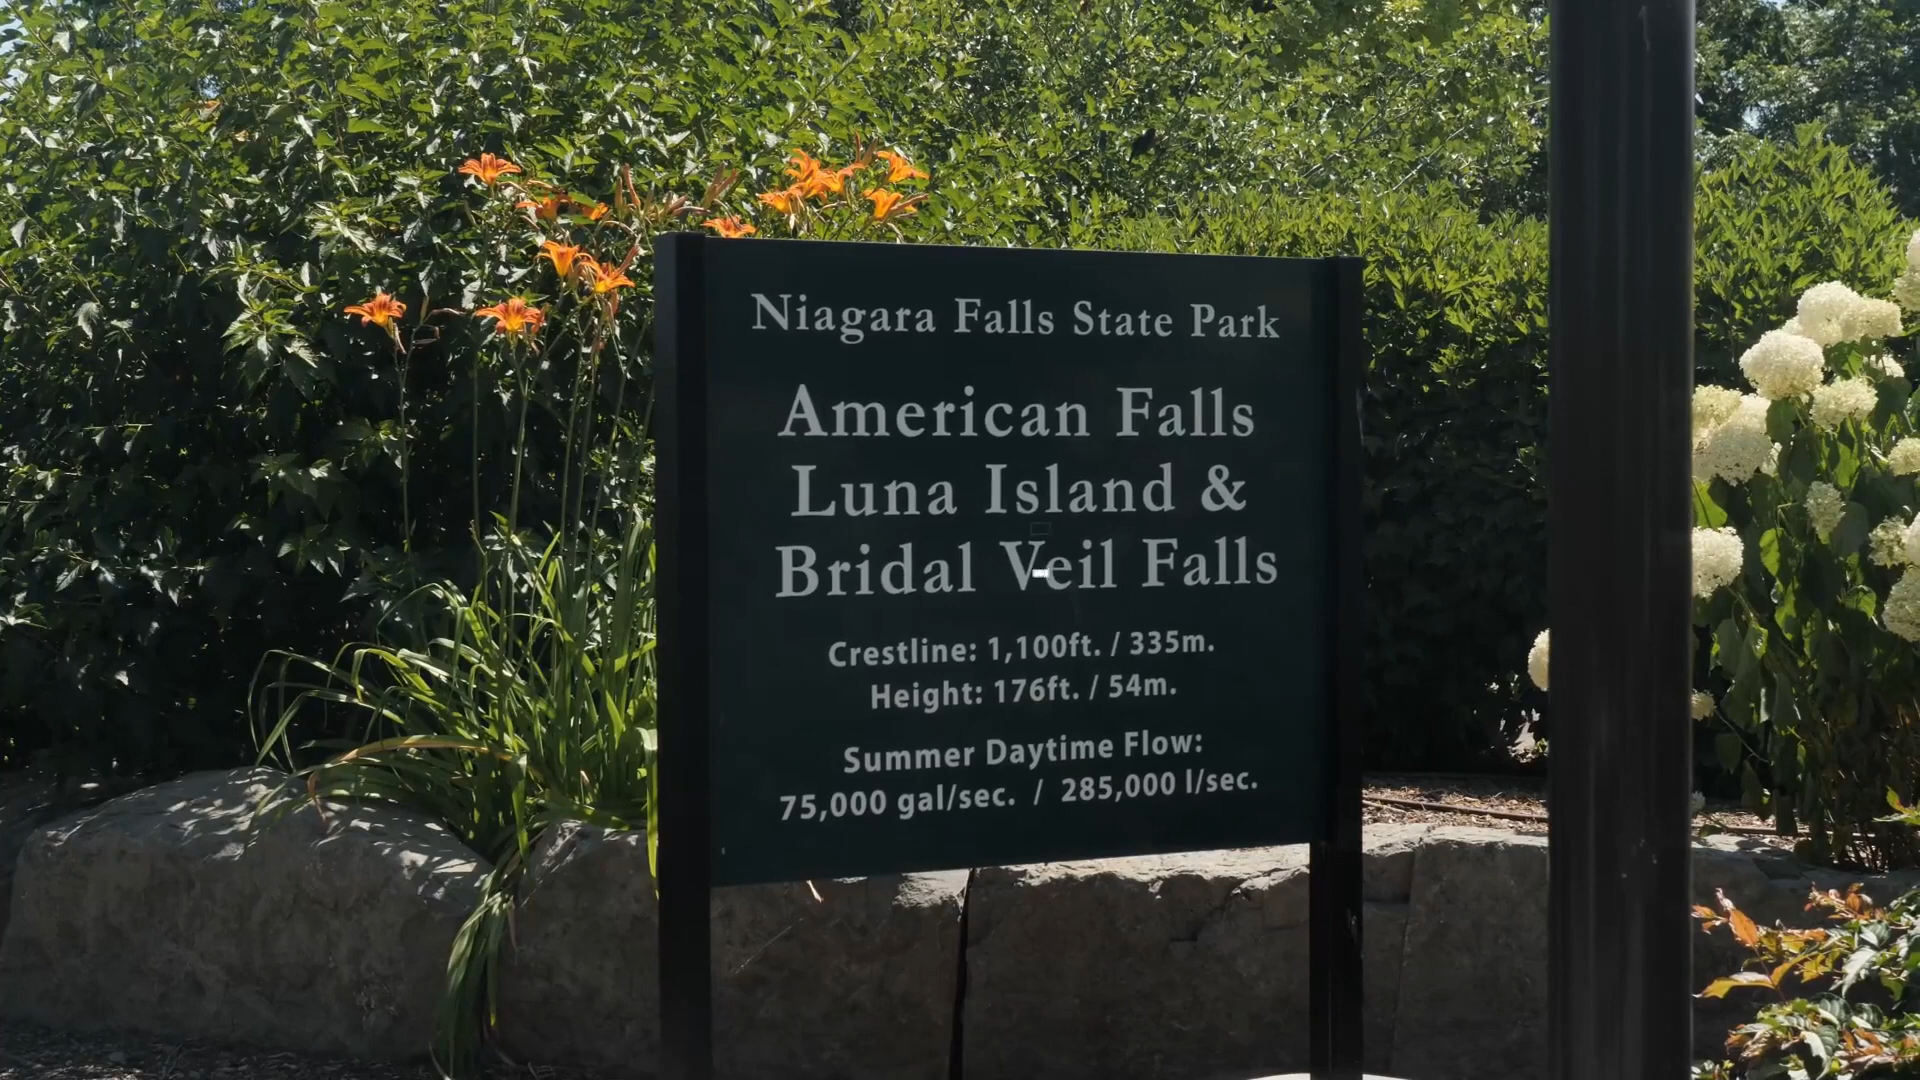 Niagara Falls State Park
American Falls
Luna Island &
Bridal Veil Falls
Crestline: 1,100ft. / 335m.
Height: 176ft. / 54m.
Summer Daytime Flow:
75,000 gal/sec. / 285,000 l/sec.